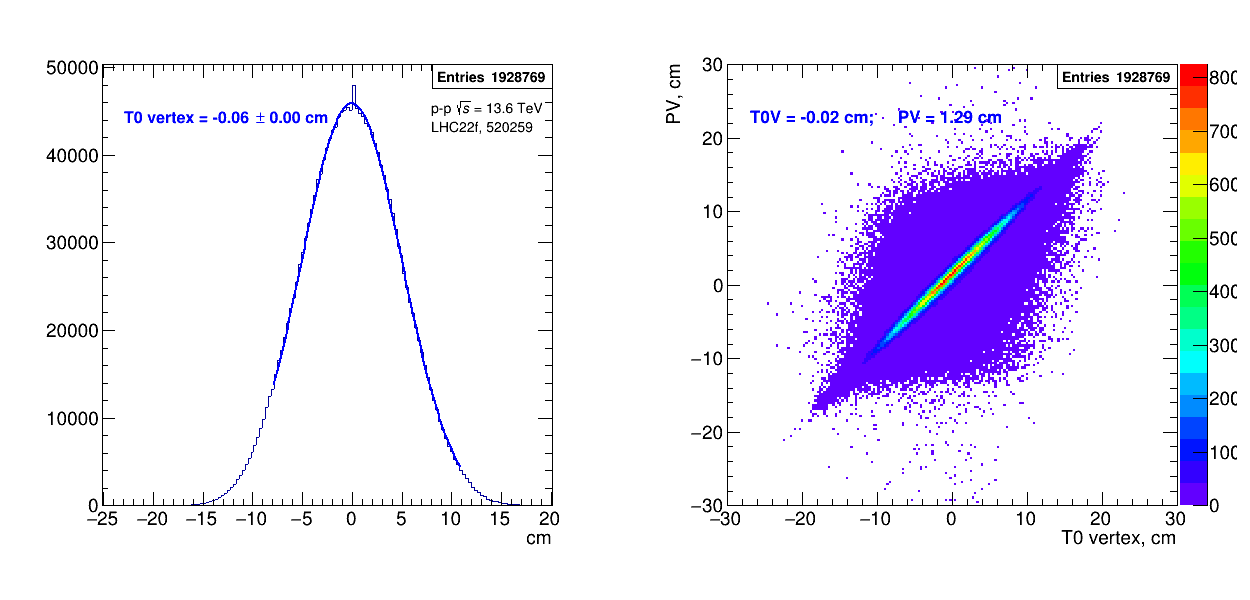 50000
40000
30000
20000
10000
0
−25 −20 −15 −10 −5 0 5 10 15 20
cm
Entries 1928769
T0 vertex = -0.06 ± 0.00 cm
p-p √s = 13.6 TeV
LHC22f, 520259
PV, cm
30
20
10
0
−10
−20
−30
−30 −20 −10 0 10 20 30
T0 vertex, cm
Entries 1928769
T0V = -0.02 cm; PV = 1.29 cm
800
700
600
500
400
300
200
100
0